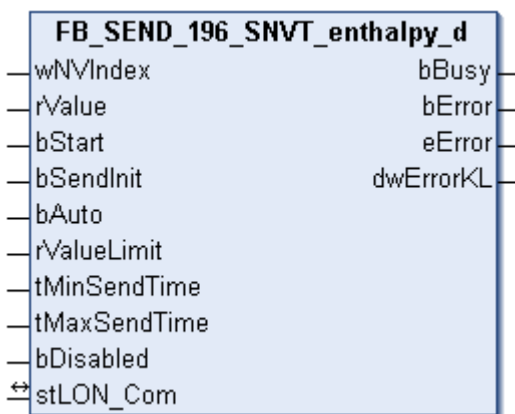 FB_SEND_196_SNVT_enthalpy_d
wNVIndex bBusy
rValue bError
bStart eError
bSendInit dwErrorKL
bAuto
rValueLimit
tMinSendTime
tMaxSendTime
bDisabled
stLON_Com